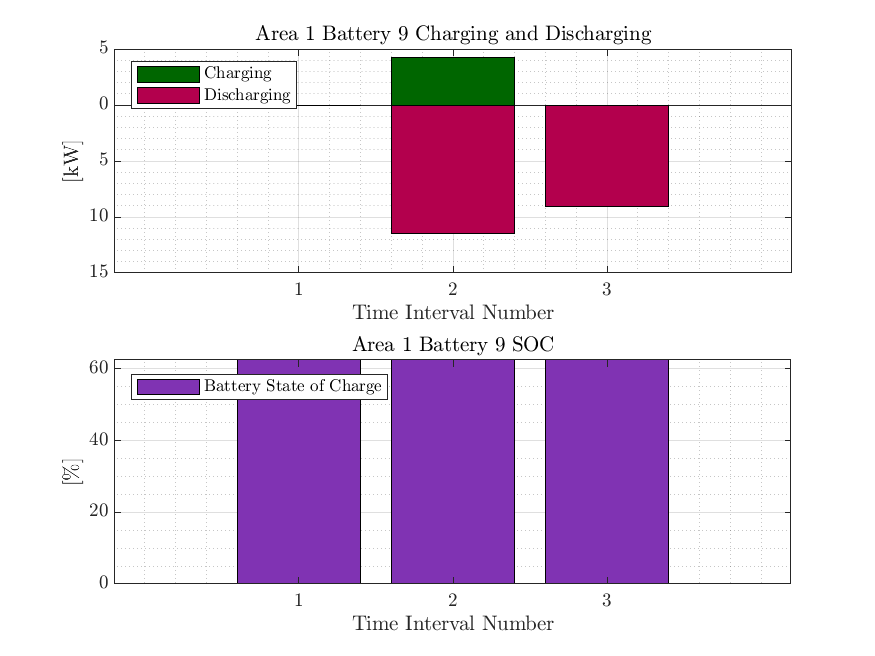 Area 1 Battery 9 Charging and Discharging
5
Charging
Discharging
0
5
10
15
[kW]
1 2 3
Time Interval Number
Area 1 Battery 9 SOC
60
Battery State of Charge
40
20
0
[%]
1 2 3
Time Interval Number